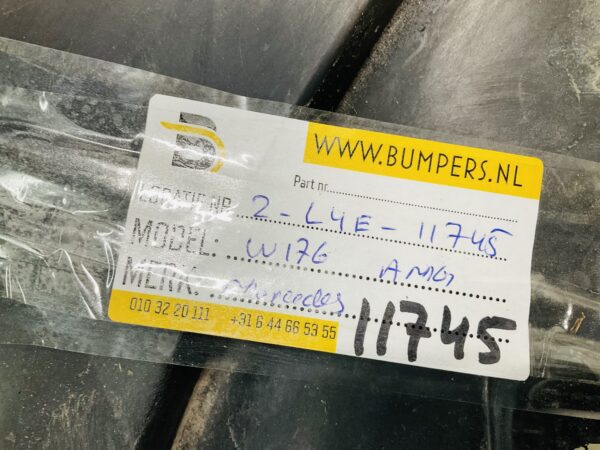 B
WWW.BUMPERS.NL
Part nr.
LOCATIE NR. 2-L4E-11745
MODEL: W176 AMG
MERK: Mercedes
010 32 20 111 +31 6 44 66 53 55
11745